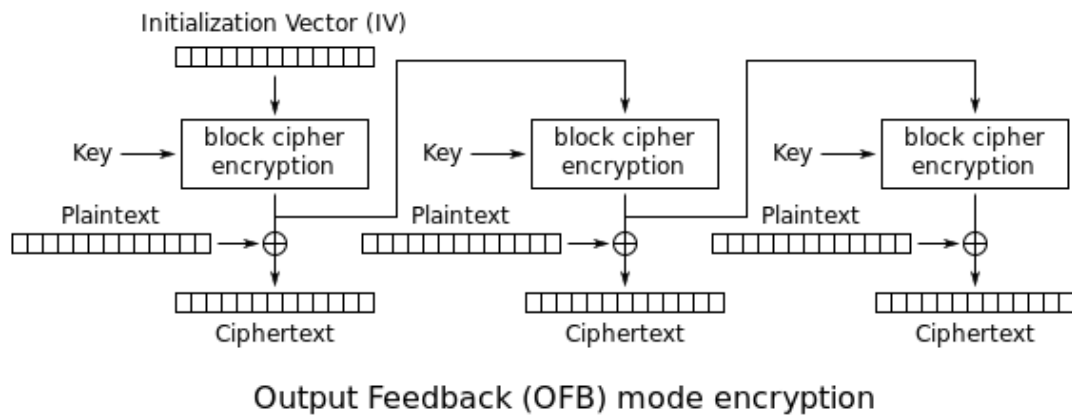 Initialization Vector (IV)
block cipher
encryption
Key
block cipher
encryption
Key
block cipher
encryption
Key
Plaintext
Plaintext
Plaintext
Ciphertext
Ciphertext
Ciphertext
Output Feedback (OFB) mode encryption